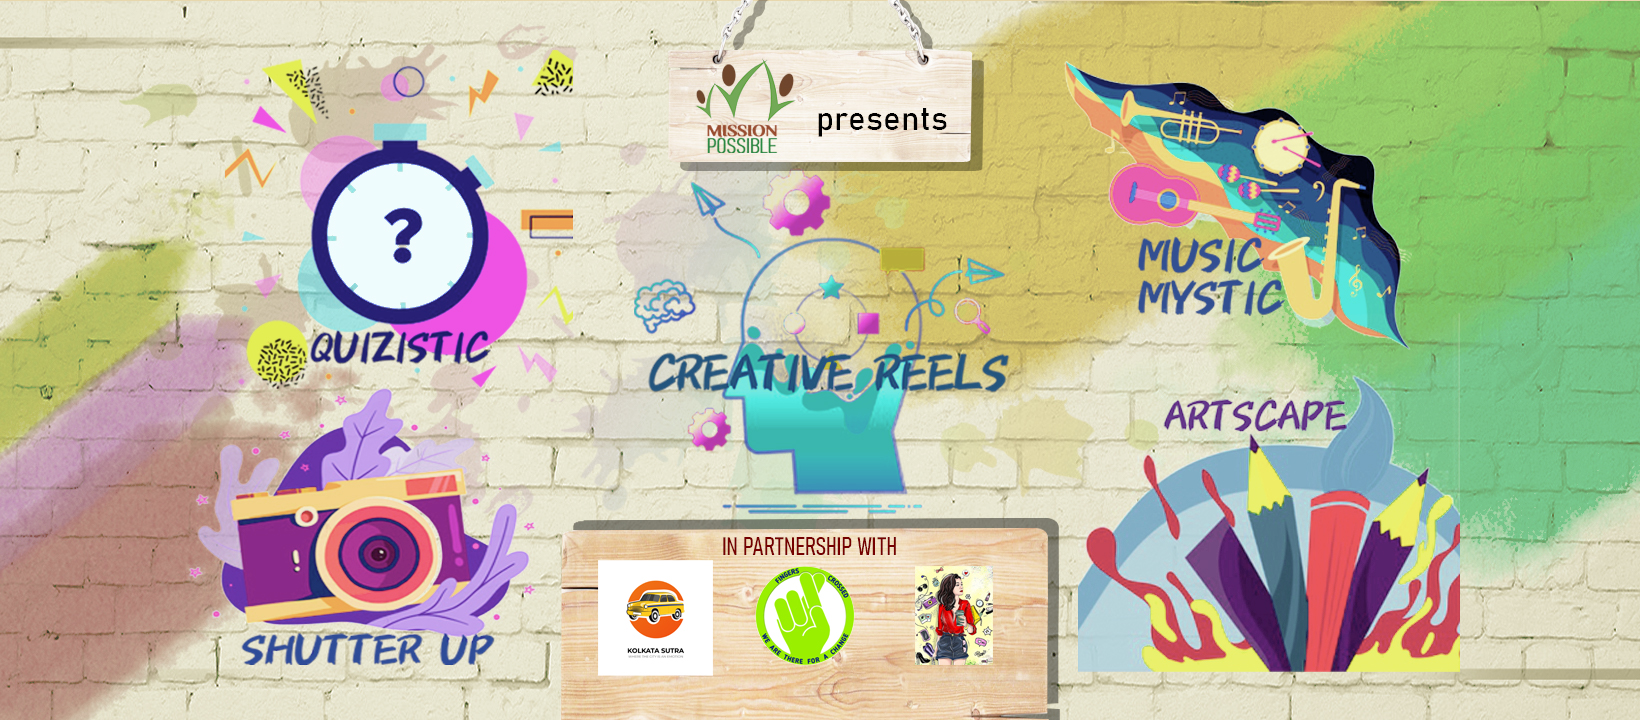 MISSION
POSSIBLE
presents
QUIZISTIC
CREATIVE REELS
MUSIC
MYSTIC
SHUTTER UP
ARTSCAPE
IN PARTNERSHIP WITH
KOLKATA SUTRA
FINGERS CROSSED
WE ARE THERE FOR A CHANGE